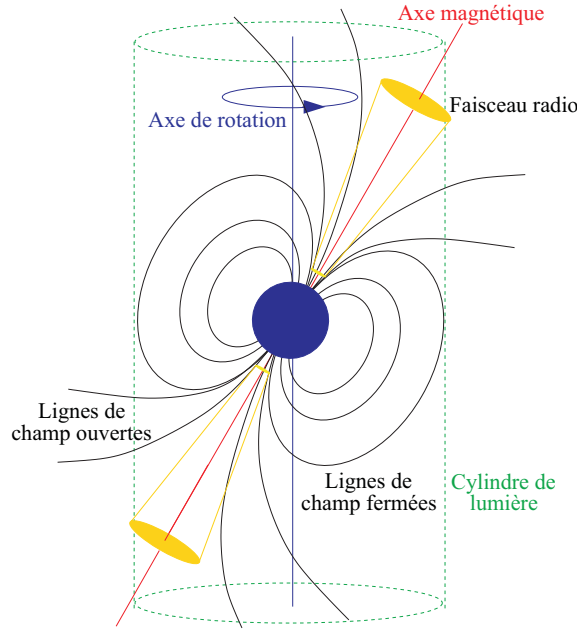 Axe magnétique
Faisceau radio
Axe de rotation
Lignes de
champ ouvertes
Lignes de
champ fermées
Cylindre de
lumière